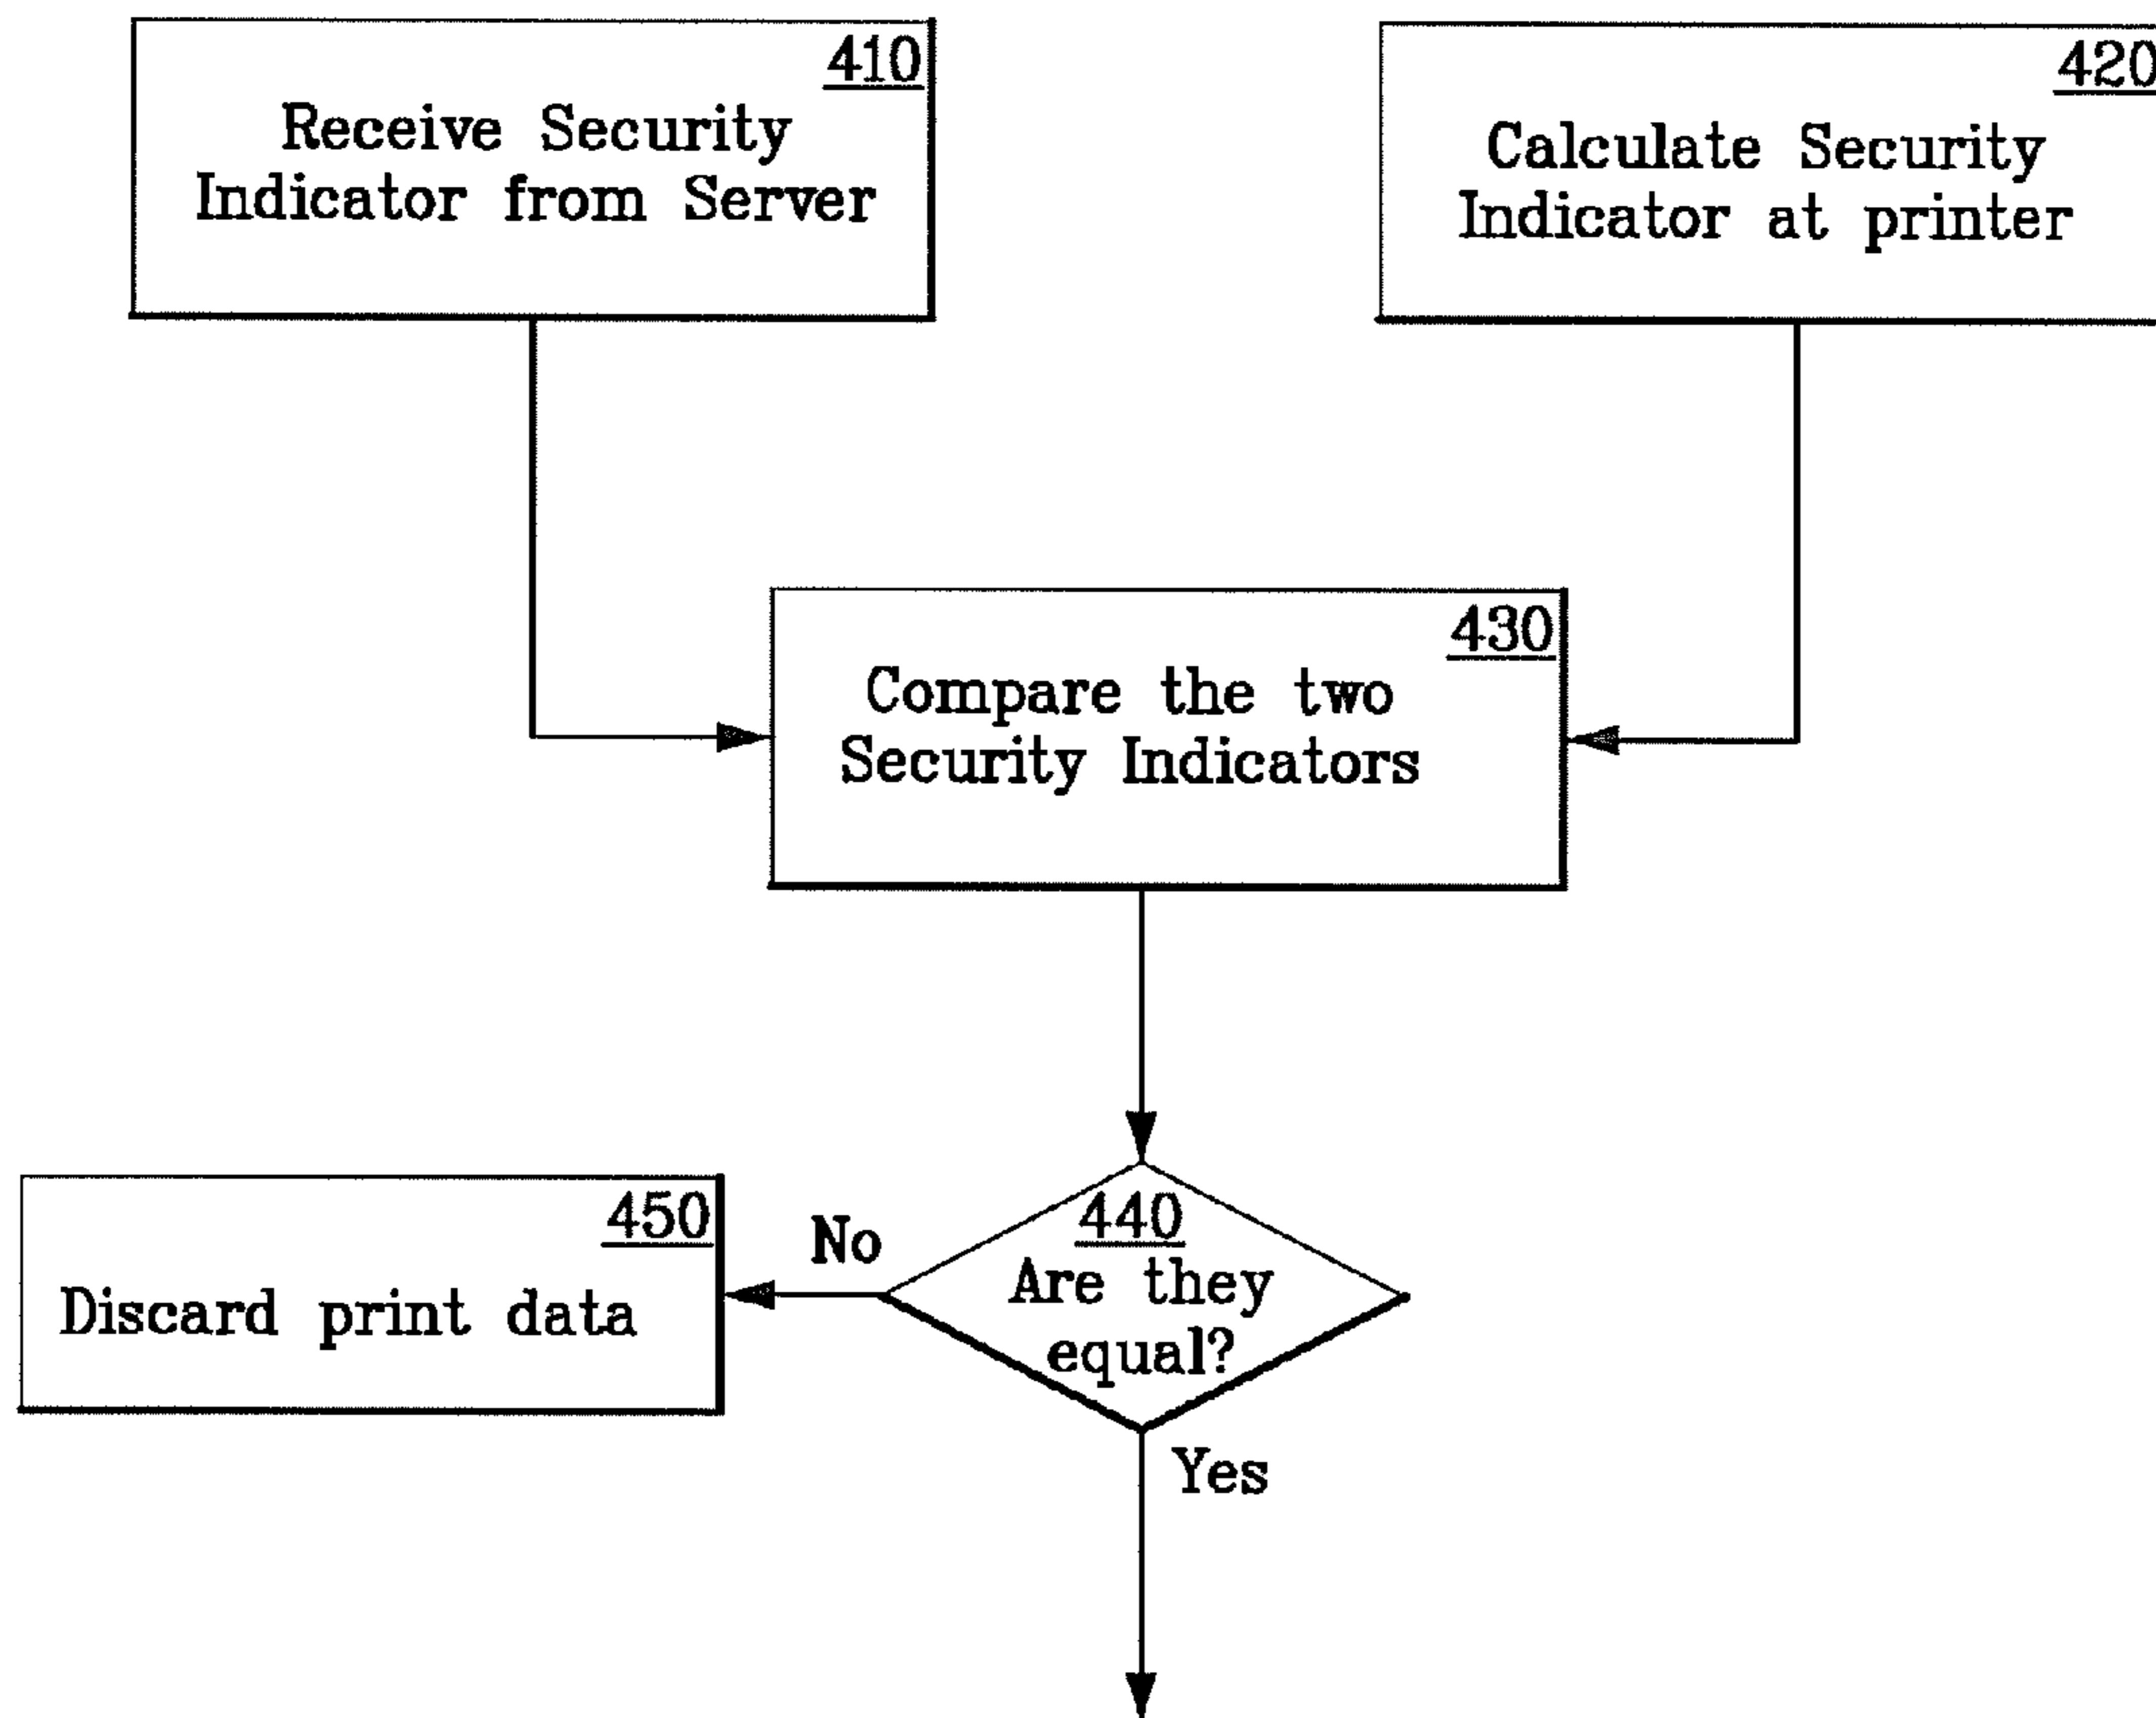 410
Receive Security
Indicator from Server
420
Calculate Security
Indicator at printer
430
Compare the two
Security Indicators
440
Are they
equal?
No
450
Discard print data
Yes